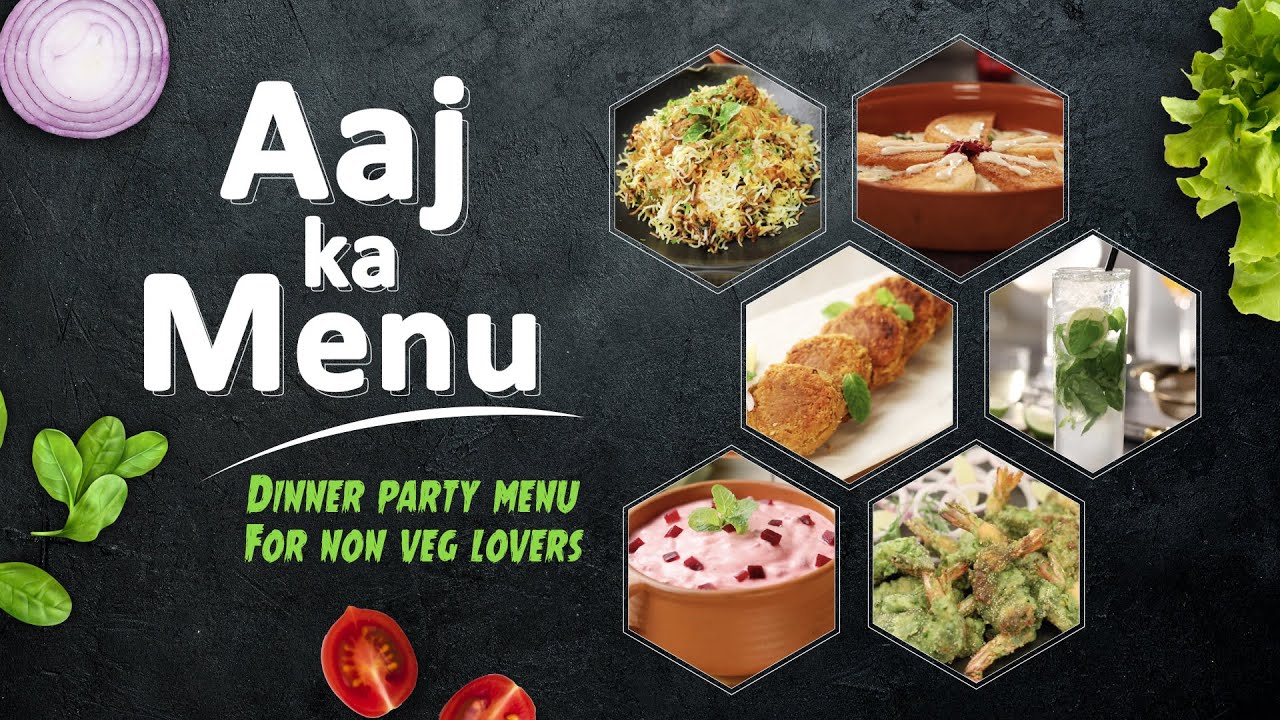 Aaj
ka
Menu
DINNER PARTY MENU
FOR NON VEG LOVERS